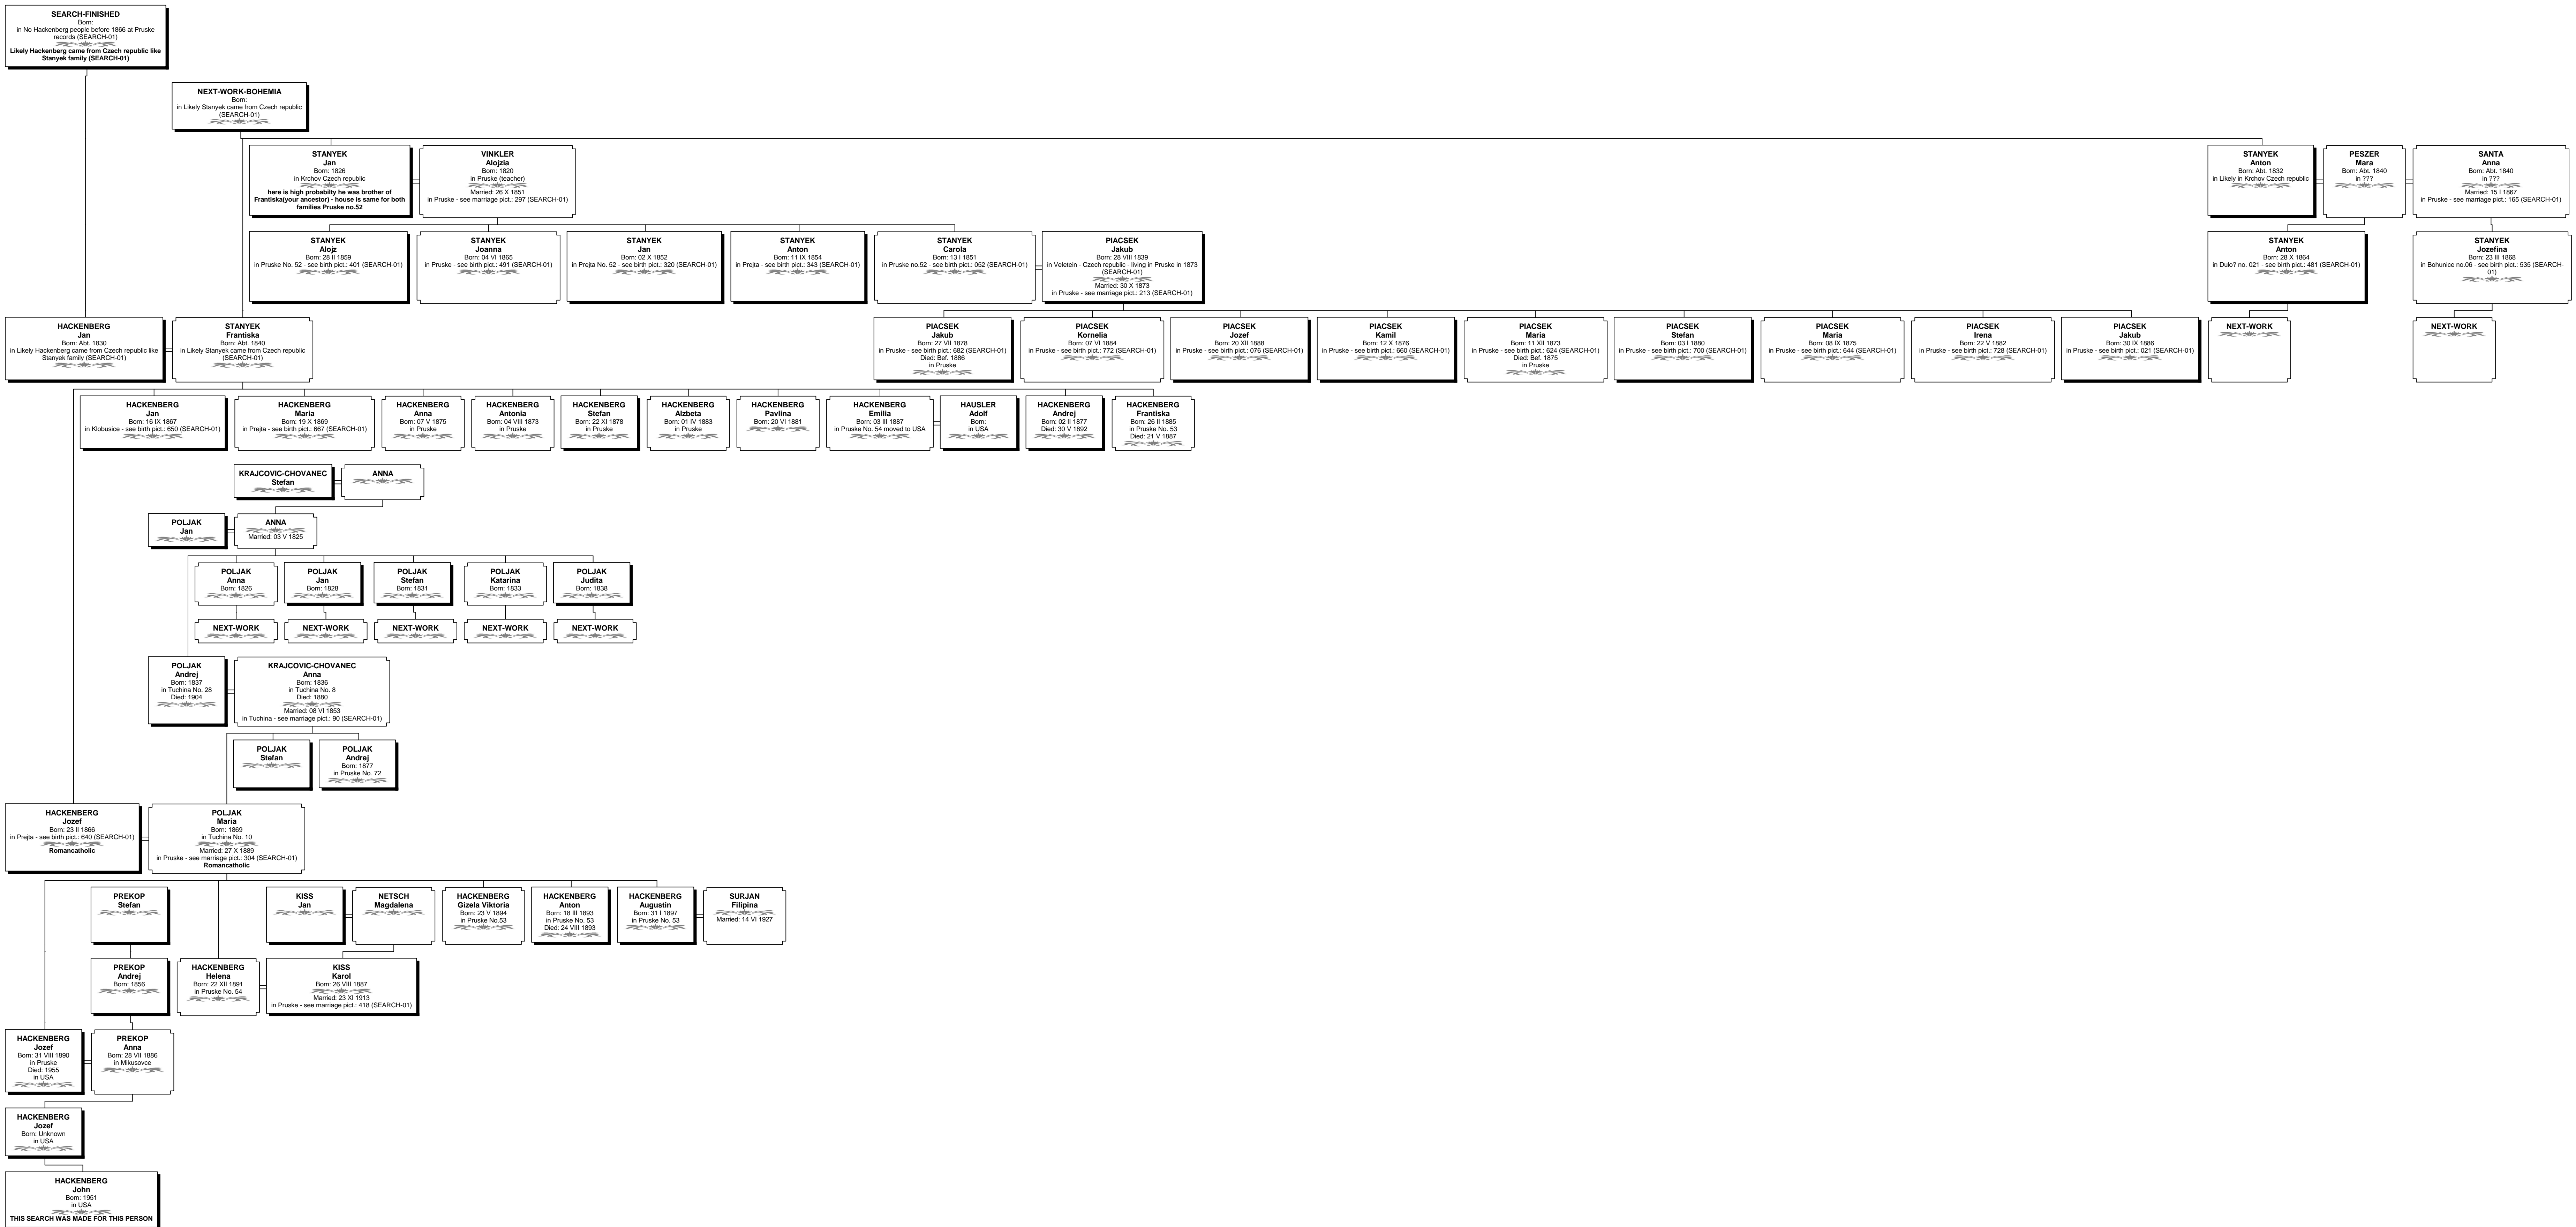 SEARCH-FINISHED
Born:
in No Hackenberg people before 1866 at Pruske
records (SEARCH-01)
Likely Hackenberg came from Czech republic like
Stanyek family (SEARCH-01)
NEXT-WORK-BOHEMIA
Born:
in Likely Stanyek came from Czech republic
(SEARCH-01)
STANYEK
Jan
Born: 1826
in Krchov Czech republic
here is high probabilty he was brother of
Frantiska(your ancestor) - house is same for both
families Pruske no.52
VINKLER
Alojzia
Born: 1820
in Pruske (teacher)
Married: 26 X 1851
in Pruske - see marriage pict.: 297 (SEARCH-01)
STANYEK
Anton
Born: Abt. 1832
in Likely in Krchov Czech republic
PESZER
Mara
Born: Abt. 1840
in ???
SANTA
Anna
Born: Abt. 1840
in ???
Married: 15 I 1867
in Pruske - see marriage pict.: 165 (SEARCH-01)
STANYEK
Alojz
Born: 28 II 1859
in Pruske No. 52 - see birth pict.: 401 (SEARCH-01)
STANYEK
Joanna
Born: 04 VI 1865
in Pruske - see birth pict.: 491 (SEARCH-01)
STANYEK
Jan
Born: 02 X 1852
in Prejta No. 52 - see birth pict.: 320 (SEARCH-01)
STANYEK
Anton
Born: 11 IX 1854
in Prejta - see birth pict.: 343 (SEARCH-01)
STANYEK
Carola
Born: 13 I 1851
in Pruske no.52 - see birth pict.: 052 (SEARCH-01)
PIACSEK
Jakub
Born: 28 VIII 1839
in Veletein - Czech republic - living in Pruske in 1873
(SEARCH-01)
Married: 30 X 1873
in Pruske - see marriage pict.: 213 (SEARCH-01)
STANYEK
Anton
Born: 28 X 1864
in Dulo? no. 021 - see birth pict.: 481 (SEARCH-01)
STANYEK
Jozefina
Born: 23 III 1868
in Bohunice no.06 - see birth pict.: 535 (SEARCH-
01)
HACKENBERG
Jan
Born: Abt. 1830
in Likely Hackenberg came from Czech republic like
Stanyek family (SEARCH-01)
STANYEK
Frantiska
Born: Abt. 1840
in Likely Stanyek came from Czech republic
(SEARCH-01)
PIACSEK
Jakub
Born: 27 VII 1878
in Pruske - see birth pict.: 682 (SEARCH-01)
Died: Bef. 1886
in Pruske
PIACSEK
Kornelia
Born: 07 VI 1884
in Pruske - see birth pict.: 772 (SEARCH-01)
PIACSEK
Jozef
Born: 20 XII 1888
in Pruske - see birth pict.: 076 (SEARCH-01)
PIACSEK
Kamil
Born: 12 X 1876
in Pruske - see birth pict.: 660 (SEARCH-01)
PIACSEK
Maria
Born: 11 XII 1873
in Pruske - see birth pict.: 624 (SEARCH-01)
Died: Bef. 1875
in Pruske
PIACSEK
Stefan
Born: 03 I 1880
in Pruske - see birth pict.: 700 (SEARCH-01)
PIACSEK
Maria
Born: 08 IX 1875
in Pruske - see birth pict.: 644 (SEARCH-01)
PIACSEK
Irena
Born: 22 V 1882
in Pruske - see birth pict.: 728 (SEARCH-01)
PIACSEK
Jakub
Born: 30 IX 1886
in Pruske - see birth pict.: 021 (SEARCH-01)
NEXT-WORK
NEXT-WORK
HACKENBERG
Jan
Born: 16 IX 1867
in Klobusice - see birth pict.: 650 (SEARCH-01)
HACKENBERG
Maria
Born: 19 X 1869
in Prejta - see birth pict.: 667 (SEARCH-01)
HACKENBERG
Anna
Born: 07 V 1875
in Pruske
HACKENBERG
Antonia
Born: 04 VIII 1873
in Pruske
HACKENBERG
Stefan
Born: 22 XI 1878
in Pruske
HACKENBERG
Alzbeta
Born: 01 IV 1883
in Pruske
HACKENBERG
Pavlina
Born: 20 VI 1881
HACKENBERG
Emilia
Born: 03 III 1887
in Pruske No. 54 moved to USA
HAUSLER
Adolf
Born:
in USA
HACKENBERG
Andrej
Born: 02 II 1877
Died: 30 V 1892
HACKENBERG
Frantiska
Born: 26 II 1885
in Pruske No. 53
Died: 21 V 1887
KRAJCOVIC-CHOVANEC
Stefan
ANNA
POLJAK
Jan
ANNA
Married: 03 V 1825
POLJAK
Anna
Born: 1826
POLJAK
Jan
Born: 1828
POLJAK
Stefan
Born: 1831
POLJAK
Katarina
Born: 1833
POLJAK
Judita
Born: 1838
NEXT-WORK
NEXT-WORK
NEXT-WORK
NEXT-WORK
NEXT-WORK
POLJAK
Andrej
Born: 1837
in Tuchina No. 28
Died: 1904
KRAJCOVIC-CHOVANEC
Anna
Born: 1836
in Tuchina No. 8
Died: 1880
Married: 08 VI 1853
in Tuchina - see marriage pict.: 90 (SEARCH-01)
POLJAK
Stefan
POLJAK
Andrej
Born: 1877
in Pruske No. 72
HACKENBERG
Jozef
Born: 23 II 1866
in Prejta - see birth pict.: 640 (SEARCH-01)
Romancatholic
POLJAK
Maria
Born: 1869
in Tuchina No. 10
Married: 27 X 1889
in Pruske - see marriage pict.: 304 (SEARCH-01)
Romancatholic
PREKOP
Stefan
KISS
Jan
NETSCH
Magdalena
HACKENBERG
Gizela Viktoria
Born: 23 V 1894
in Pruske No.53
HACKENBERG
Anton
Born: 18 III 1893
in Pruske No. 53
Died: 24 VIII 1893
HACKENBERG
Augustin
Born: 31 I 1897
in Pruske No. 53
SURJAN
Filipina
Married: 14 VI 1927
PREKOP
Andrej
Born: 1856
HACKENBERG
Helena
Born: 22 XII 1891
in Pruske No. 54
KISS
Karol
Born: 26 VIII 1887
Married: 23 XI 1913
in Pruske - see marriage pict.: 418 (SEARCH-01)
HACKENBERG
Jozef
Born: 31 VIII 1890
in Pruske
Died: 1955
in USA
PREKOP
Anna
Born: 28 VII 1886
in Mikusovce
HACKENBERG
Jozef
Born: Unknown
in USA
HACKENBERG
John
Born: 1951
in USA
THIS SEARCH WAS MADE FOR THIS PERSON